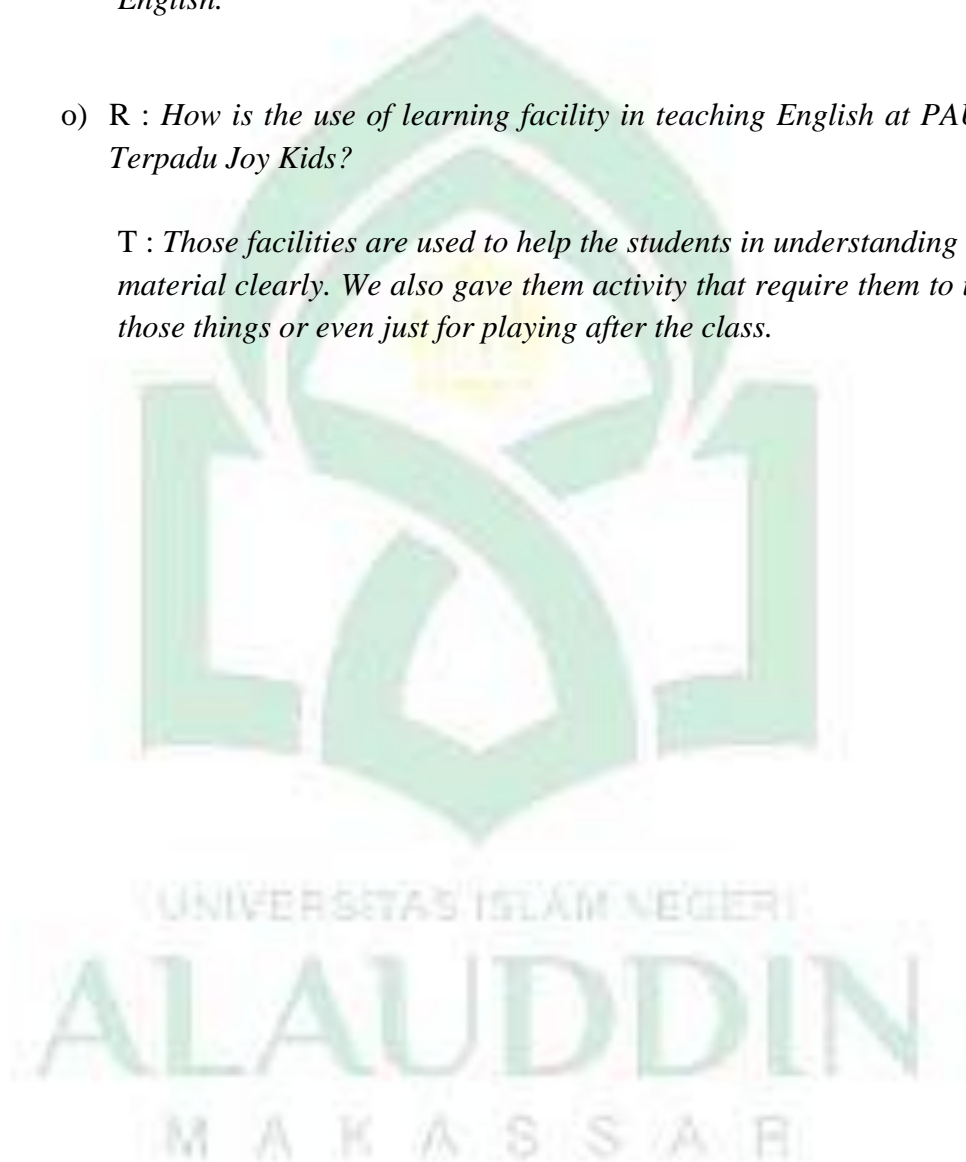 English.
o) R : How is the use of learning facility in teaching English at
Terpadu Joy Kids?
T : Those facilities are used to help the students in understanding
material clearly. We also gave them activity that require them to
those things or even just for playing after the class.
UNIVERSITAS ISLAM NEGERI
ALAUDDIN
MAKASSAR